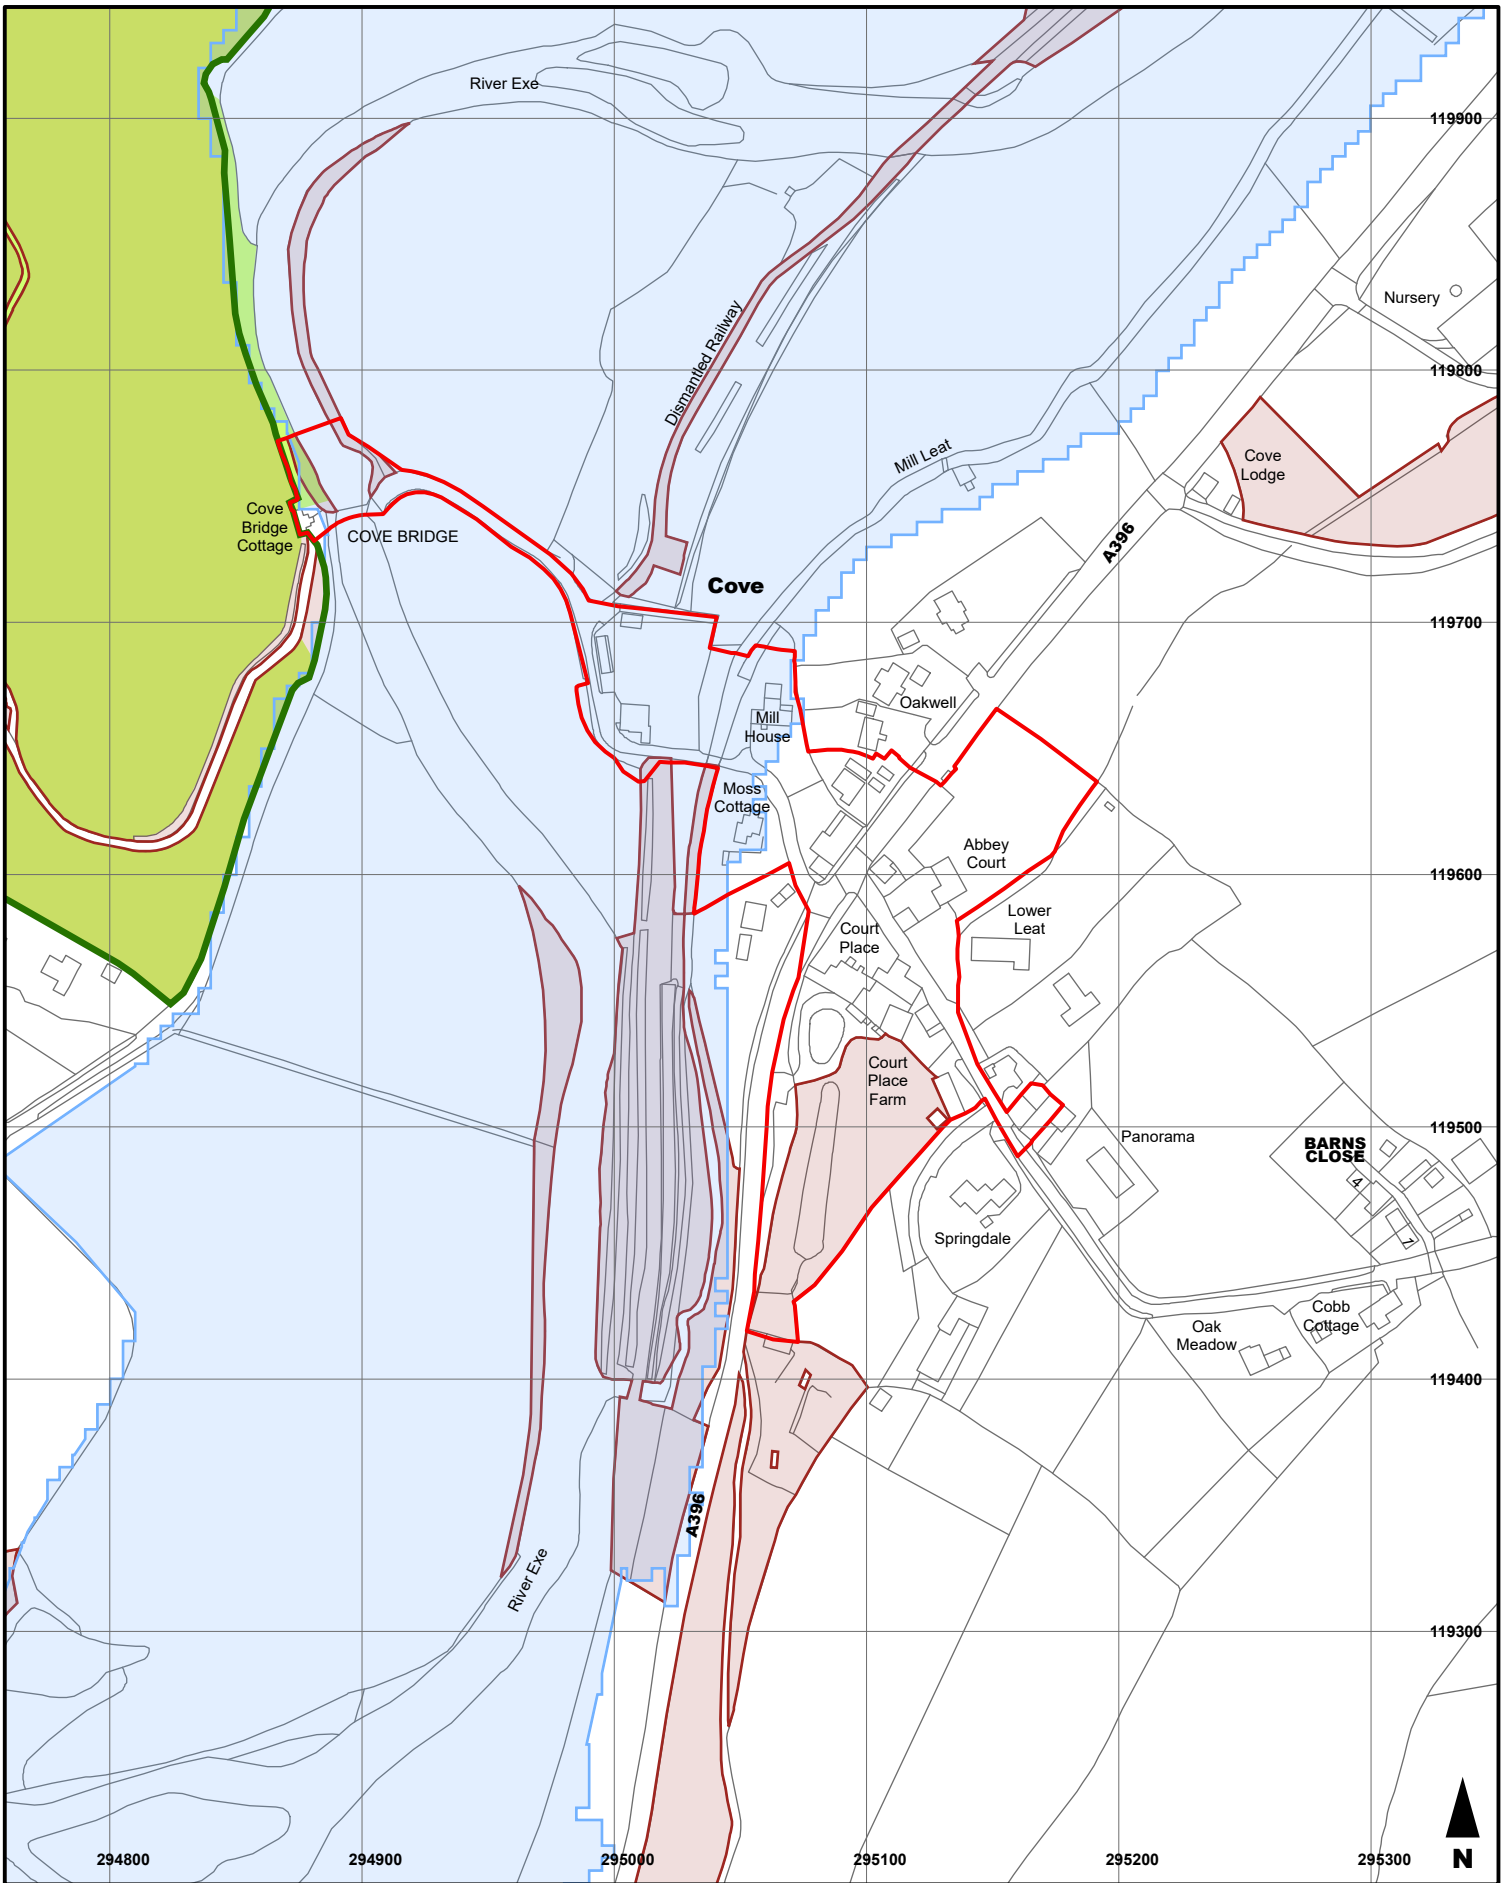 River Exe
119900
Nursery
Dismantled Railway
119800
Mill Leat
Cove
Lodge
Cove
Bridge
Cottage
COVE BRIDGE
A396
Cove
119700
Oakwell
Mill
House
Moss
Cottage
Abbey
Court
119600
Lower
Leat
Court
Place
Court
Place
Farm
119500
Panorama
BARNS
CLOSE
4
7
Springdale
Cobb
Cottage
Oak
Meadow
119400
A396
River Exe
119300
294800
294900
295000
295100
295200
295300
N